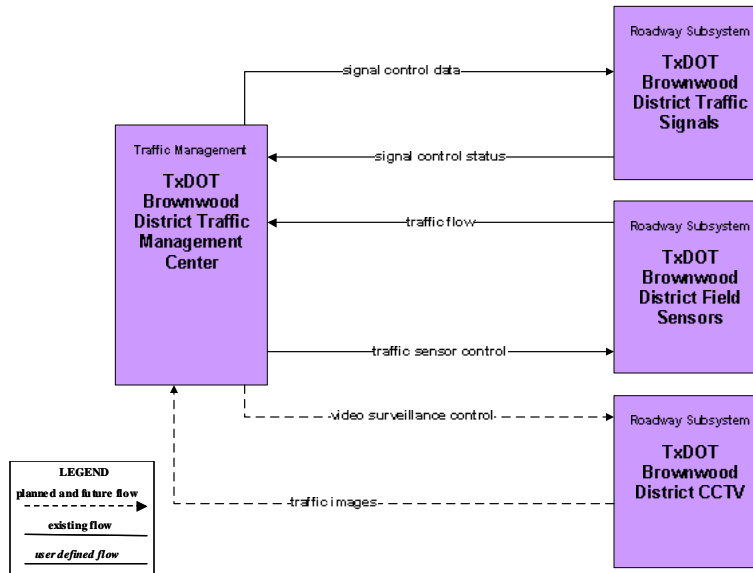 Roadway Subsystem
TxDOT
Brownwood
District Traffic
Signals
signal control data
Traffic Management
TxDOT
Brownwood
District Traffic
Management
Center
signal control status
traffic flow
Roadway Subsystem
TxDOT
Brownwood
District Field
Sensors
traffic sensor control
video surveillance control
Roadway Subsystem
TxDOT
Brownwood
District CCTV
traffic images
LEGEND
planned and future flow
existing flow
user defined flow